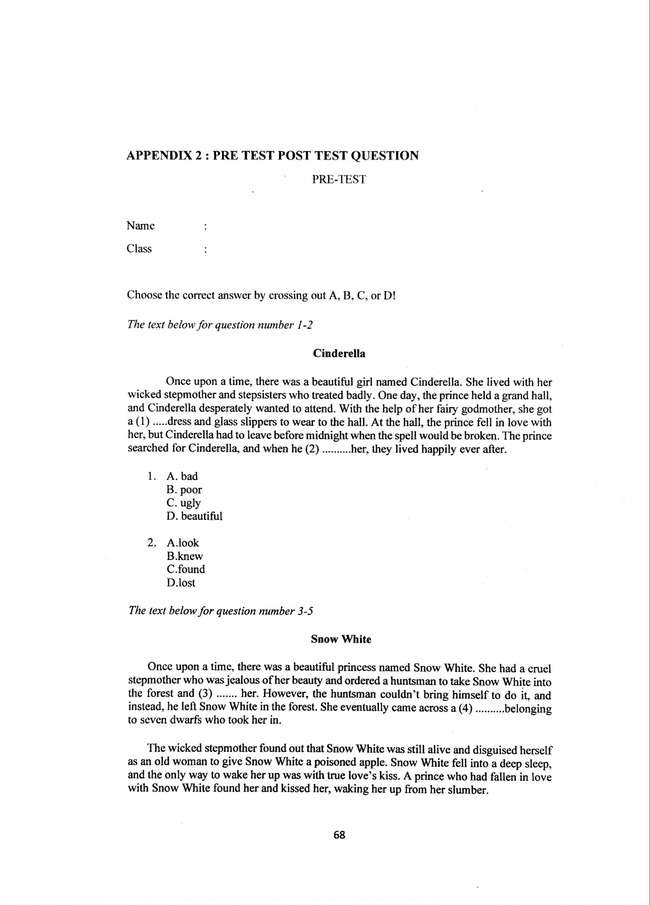 APPENDIX 2 : PRE TEST POST TEST QUESTION
PRE-TEST
Name :
Class :
Choose the correct answer by crossing out A, B, C, or D!
The text below for question number 1-2
Cinderella
Once upon a time, there was a beautiful girl named Cinderella. She lived with her
wicked stepmother and stepsisters who treated badly. One day, the prince held a grand hall,
and Cinderella desperately wanted to attend. With the help of her fairy godmother, she got
a (1) .....dress and glass slippers to wear to the hall. At the hall, the prince fell in love with
her, but Cinderella had to leave before midnight when the spell would be broken. The prince
searched for Cinderella, and when he (2) ..........her, they lived happily ever after.
1. A. bad
B. poor
C. ugly
D. beautiful
2. A.look
B.knew
C.found
D.lost
The text below for question number 3-5
Snow White
Once upon a time, there was a beautiful princess named Snow White. She had a cruel
stepmother who was jealous of her beauty and ordered a huntsman to take Snow White into
the forest and (3) ....... her. However, the huntsman couldn't bring himself to do it, and
instead, he left Snow White in the forest. She eventually came across a (4) ..........belonging
to seven dwarfs who took her in.
The wicked stepmother found out that Snow White was still alive and disguised herself
as an old woman to give Snow White a poisoned apple. Snow White fell into a deep sleep,
and the only way to wake her up was with true love's kiss. A prince who had fallen in love
with Snow White found her and kissed her, waking her up from her slumber.
68